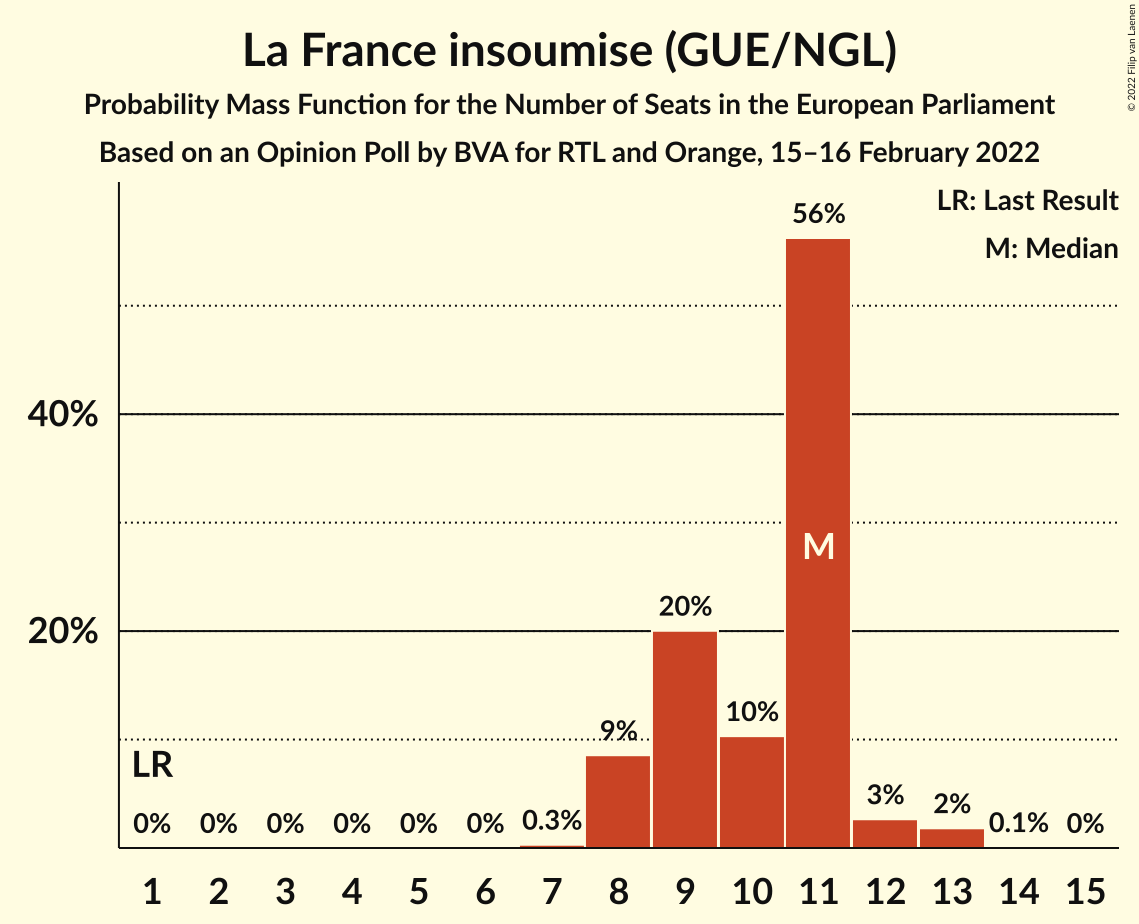 La France insoumise (GUE/NGL)
Probability Mass Function for the Number of Seats in the European Parliament
Based on an Opinion Poll by BVA for RTL and Orange, 15–16 February 2022
© 2022 Filip van Laenen
LR: Last Result
M: Median
56%
40%
M
20%
20%
10%
9%
LR
3%
2%
0% 0% 0% 0% 0% 0% 0.3% 0.1% 0%
1 2 3 4 5 6 7 8 9 10 11 12 13 14 15